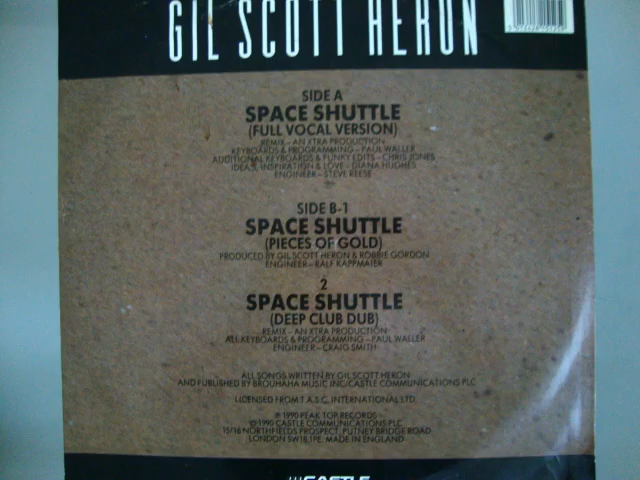 GIL SCOTT HERON
SIDE A
SPACE SHUTTLE
(FULL VOCAL VERSION)
REMIX – AN XTRA PRODUCTION
KEYBOARDS & PROGRAMMING – PAUL WALLER
ADDITIONAL KEYBOARDS & FUNKY EDITS – CHRIS JONES
IDEAS, INSPIRATION & LOVE – DIANA HUGHES
ENGINEER – STEVE REESE
SIDE B-1
SPACE SHUTTLE
(PIECES OF GOLD)
PRODUCED BY GIL SCOTT HERON & ROBBIE GORDON
ENGINEER – RALF KAPPMAIER
2
SPACE SHUTTLE
(DEEP CLUB DUB)
REMIX – AN XTRA PRODUCTION
ALL KEYBOARDS & PROGRAMMING – PAUL WALLER
ENGINEER – CRAIG SMITH
ALL SONGS WRITTEN BY GIL SCOTT HERON
AND PUBLISHED BY BROUHAHA MUSIC INC/CASTLE COMMUNICATIONS PLC
LICENSED FROM T.A.S.C. INTERNATIONAL LTD.
℗ 1990 PEAK TOP RECORDS
© 1990 CASTLE COMMUNICATIONS PLC
15/16 NORTHFIELDS PROSPECT, PUTNEY BRIDGE ROAD
LONDON SW18 1PE. MADE IN ENGLAND
CASTLE